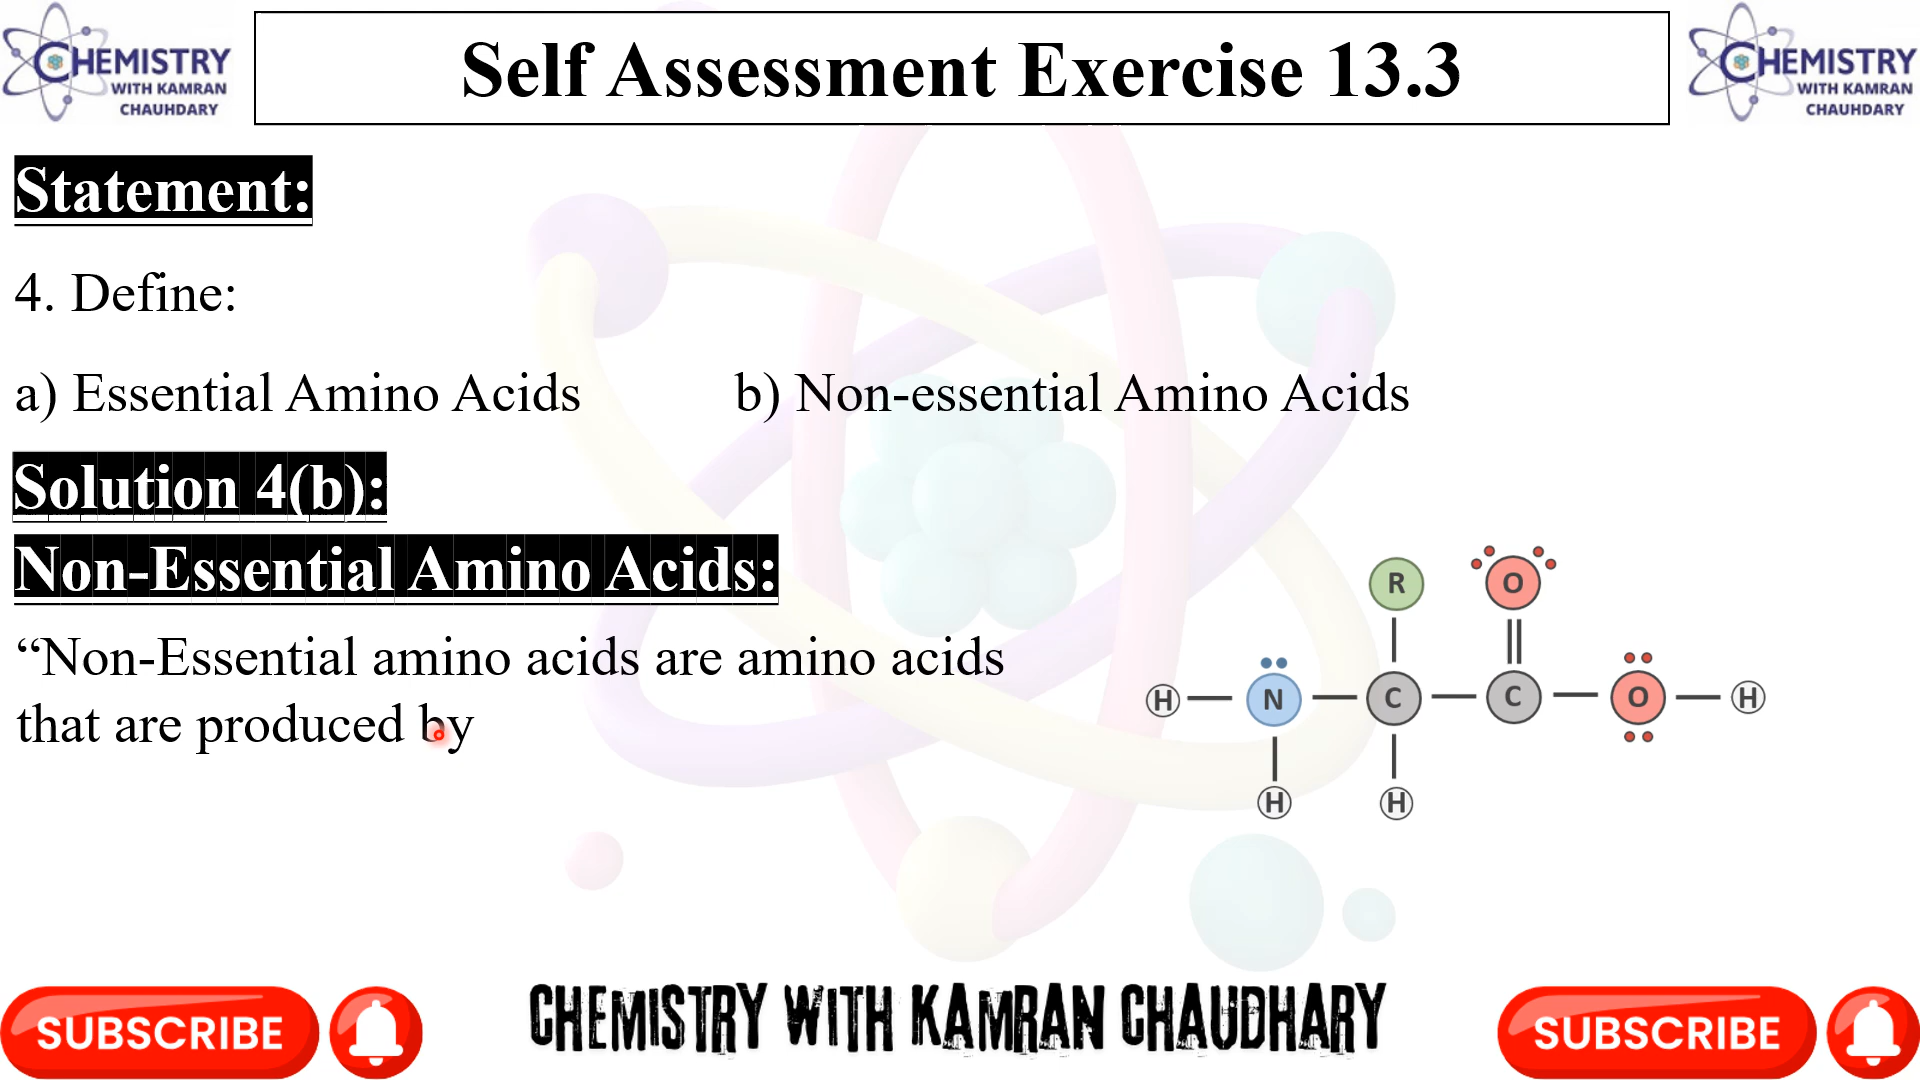 CHEMISTRY
WITH KAMRAN
CHAUHDARY
Self Assessment Exercise 13.3
CHEMISTRY
WITH KAMRAN
CHAUHDARY
Statement:
4. Define:
a) Essential Amino Acids b) Non-essential Amino Acids
Solution 4(b):
Non-Essential Amino Acids:
“Non-Essential amino acids are amino acids
that are produced by
R O
H N C C O H
H H
SUBSCRIBE
CHEMISTRY WITH KAMRAN CHAUDHARY
SUBSCRIBE